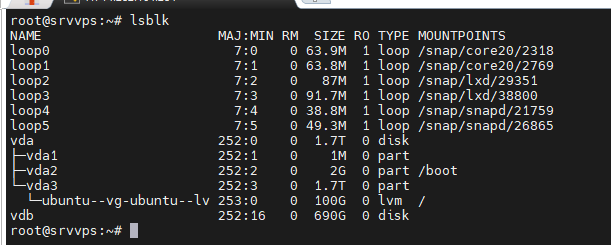 root@srvvps:~# lsblk
NAME                      MAJ:MIN RM  SIZE RO TYPE MOUNTPOINTS
loop0                       7:0    0 63.9M  1 loop /snap/core20/2318
loop1                       7:1    0 63.8M  1 loop /snap/core20/2769
loop2                       7:2    0   87M  1 loop /snap/lxd/29351
loop3                       7:3    0 91.7M  1 loop /snap/lxd/38800
loop4                       7:4    0 38.8M  1 loop /snap/snapd/21759
loop5                       7:5    0 49.3M  1 loop /snap/snapd/26865
vda                       252:0    0  1.7T  0 disk
├─vda1                    252:1    0    1M  0 part
├─vda2                    252:2    0    2G  0 part /boot
└─vda3                    252:3    0  1.7T  0 part
  └─ubuntu--vg-ubuntu--lv 253:0    0  100G  0 lvm  /
vdb                       252:16   0  690G  0 disk
root@srvvps:~#